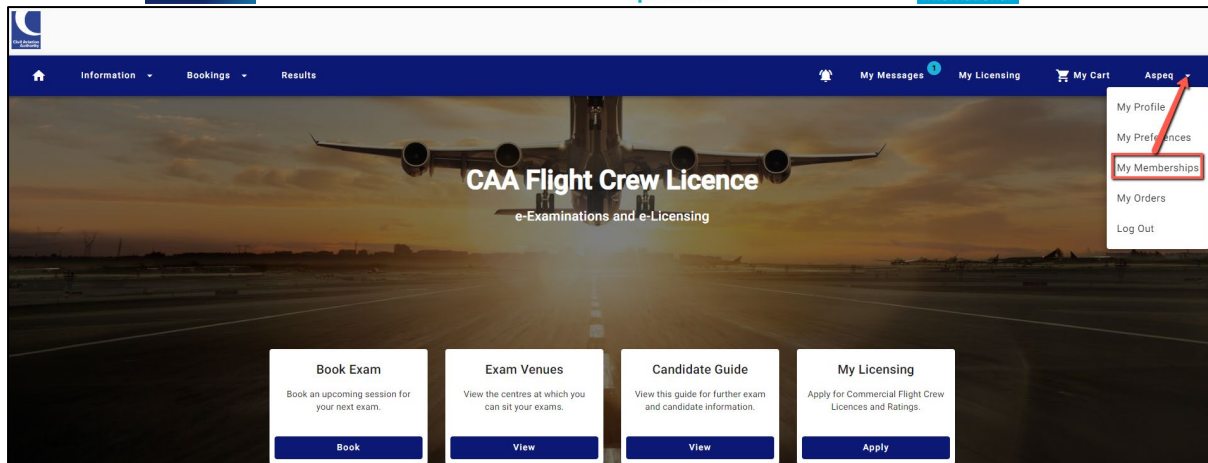 Civil Aviation
Authority
Information
Bookings
Results
My Messages 1
My Licensing
My Cart
Aspeq
My Profile
My Preferences
My Memberships
My Orders
Log Out
CAA Flight Crew Licence
e-Examinations and e-Licensing
Book Exam
Book an upcoming session for
your next exam.
Book
Exam Venues
View the centres at which you
can sit your exams.
View
Candidate Guide
View this guide for further exam
and candidate information.
View
My Licensing
Apply for Commercial Flight Crew
Licences and Ratings.
Apply